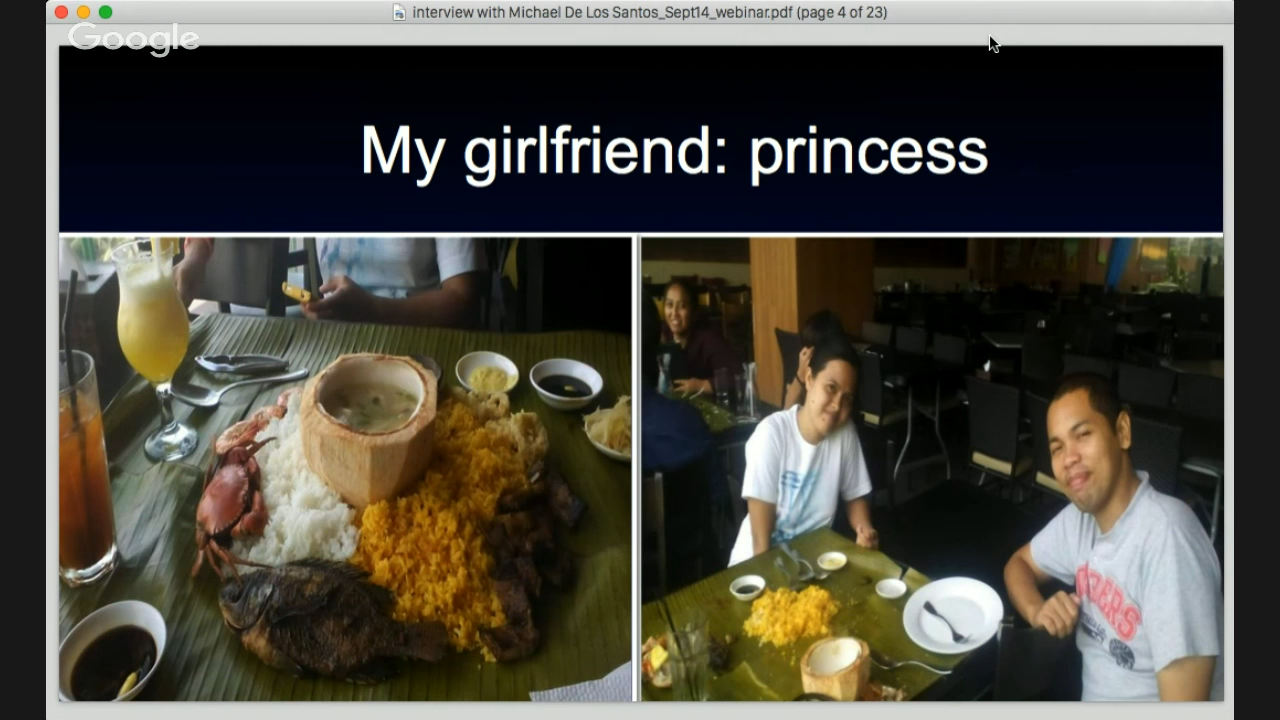 interview with Michael De Los Santos_Sept14_webinar.pdf (page 4 of 23)
Google
My girlfriend: princess